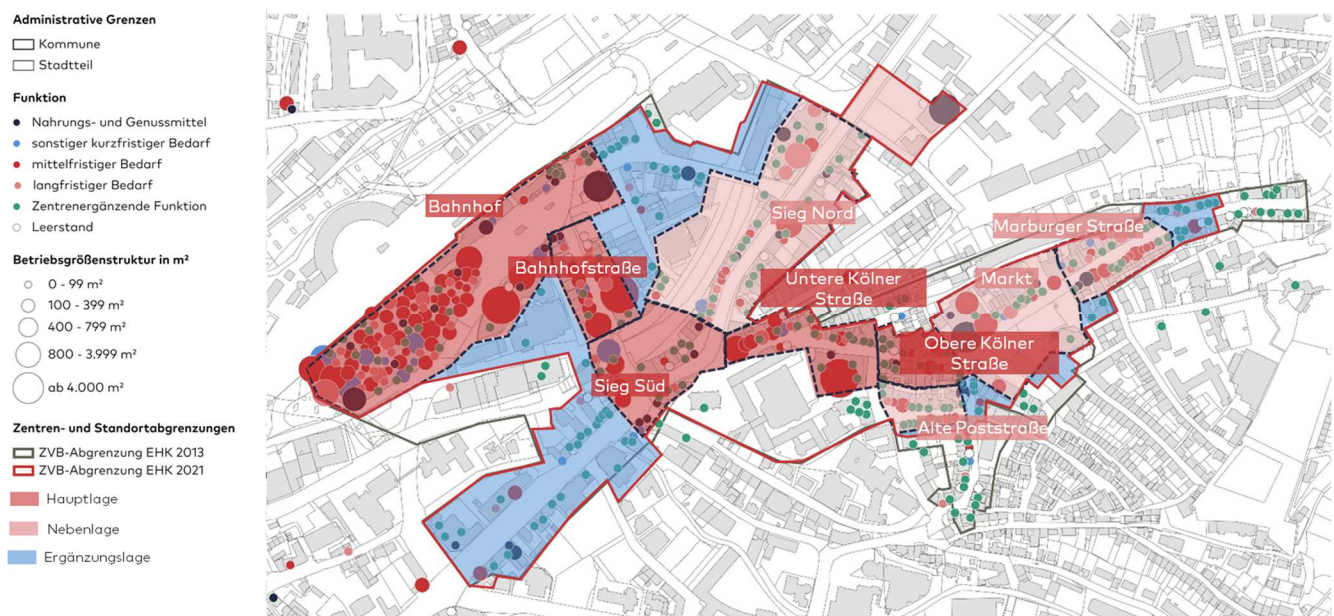 Administrative Grenzen
Kommune
Stadtteil
Funktion
Nahrungs- und Genussmittel
sonstiger kurzfristiger Bedarf
mittelfristiger Bedarf
langfristiger Bedarf
Zentrenergänzende Funktion
Leerstand
Betriebsgrößenstruktur in m²
0 - 99 m²
100 - 399 m²
400 - 799 m²
800 - 3.999 m²
ab 4.000 m²
Zentren- und Standortabgrenzungen
ZVB-Abgrenzung EHK 2013
ZVB-Abgrenzung EHK 2021
Hauptlage
Nebenlage
Ergänzungslage
Bahnhof
Sieg Nord
Marburger Straße
Bahnhofstraße
Untere Kölner
Straße
Markt
Obere Kölner
Straße
Sieg Süd
Alte Poststraße